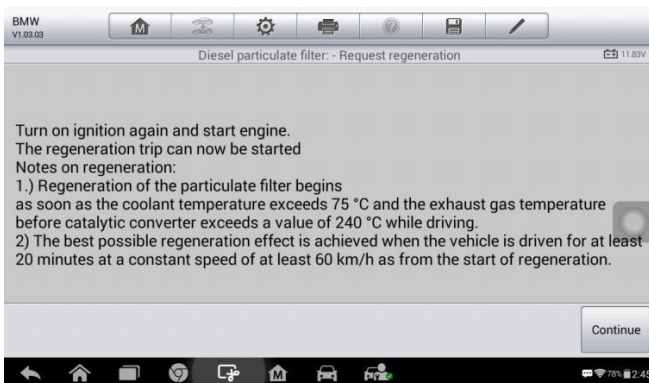 BMW
V1.03.03
M
Diesel particulate filter: - Request regeneration
11.83V
Turn on ignition again and start engine.
The regeneration trip can now be started
Notes on regeneration:
1.) Regeneration of the particulate filter begins
as soon as the coolant temperature exceeds 75 °C and the exhaust gas temperature
before catalytic converter exceeds a value of 240 °C while driving.
2) The best possible regeneration effect is achieved when the vehicle is driven for at least
20 minutes at a constant speed of at least 60 km/h as from the start of regeneration.
Continue
M
78%
2:45